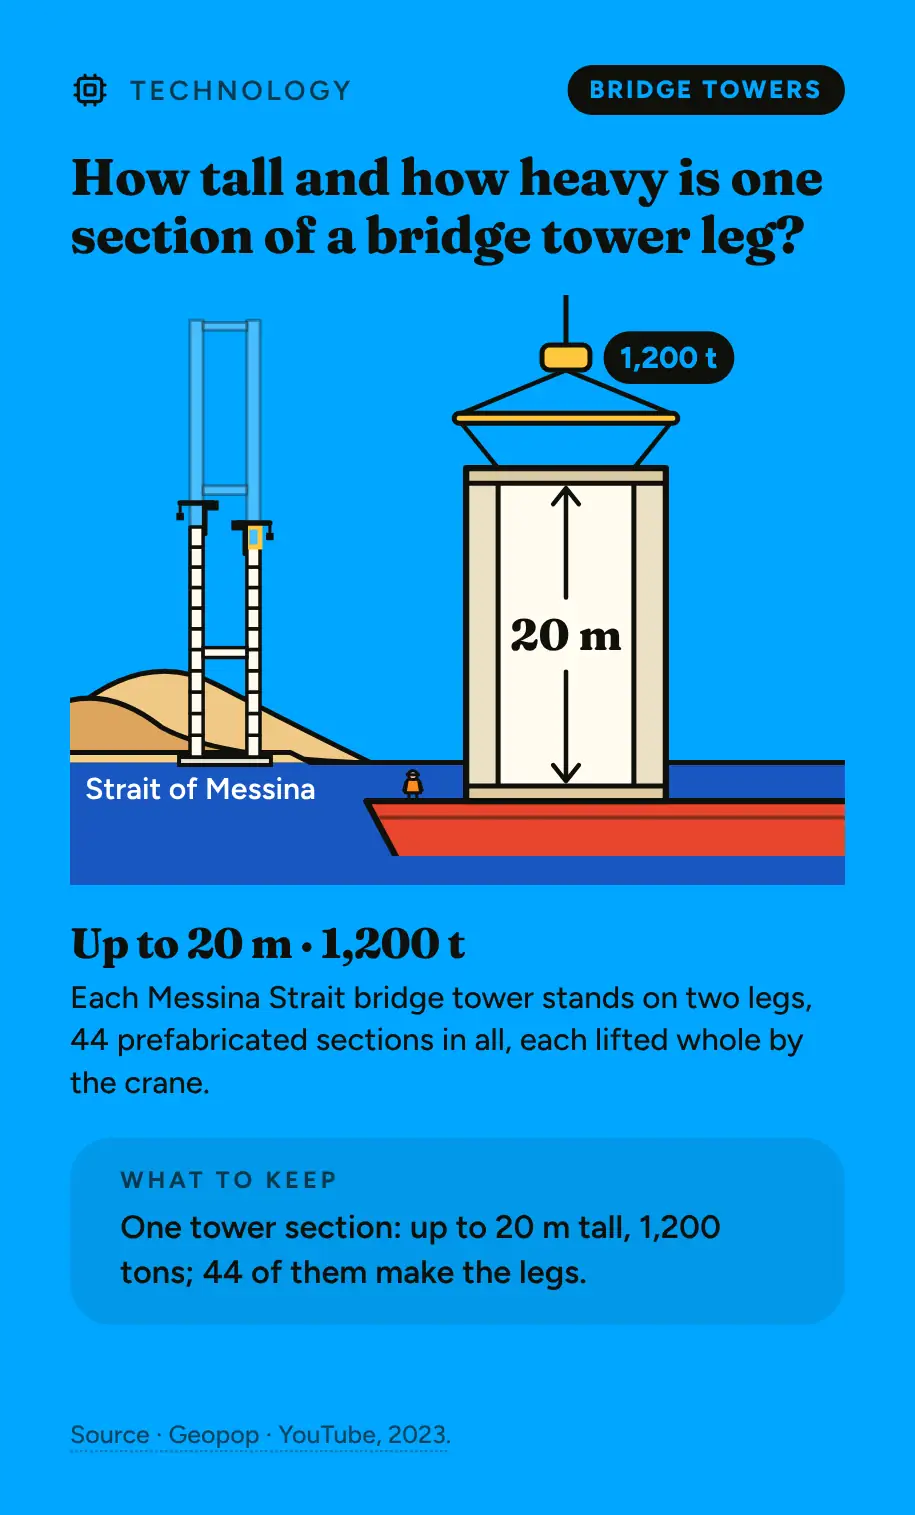 TECHNOLOGY
BRIDGE TOWERS
How tall and how heavy is one
section of a bridge tower leg?
1,200 t
20 m
Strait of Messina
Up to 20 m · 1,200 t
Each Messina Strait bridge tower stands on two legs,
44 prefabricated sections in all, each lifted whole by
the crane.
WHAT TO KEEP
One tower section: up to 20 m tall, 1,200
tons; 44 of them make the legs.
Source · Geopop · YouTube, 2023.